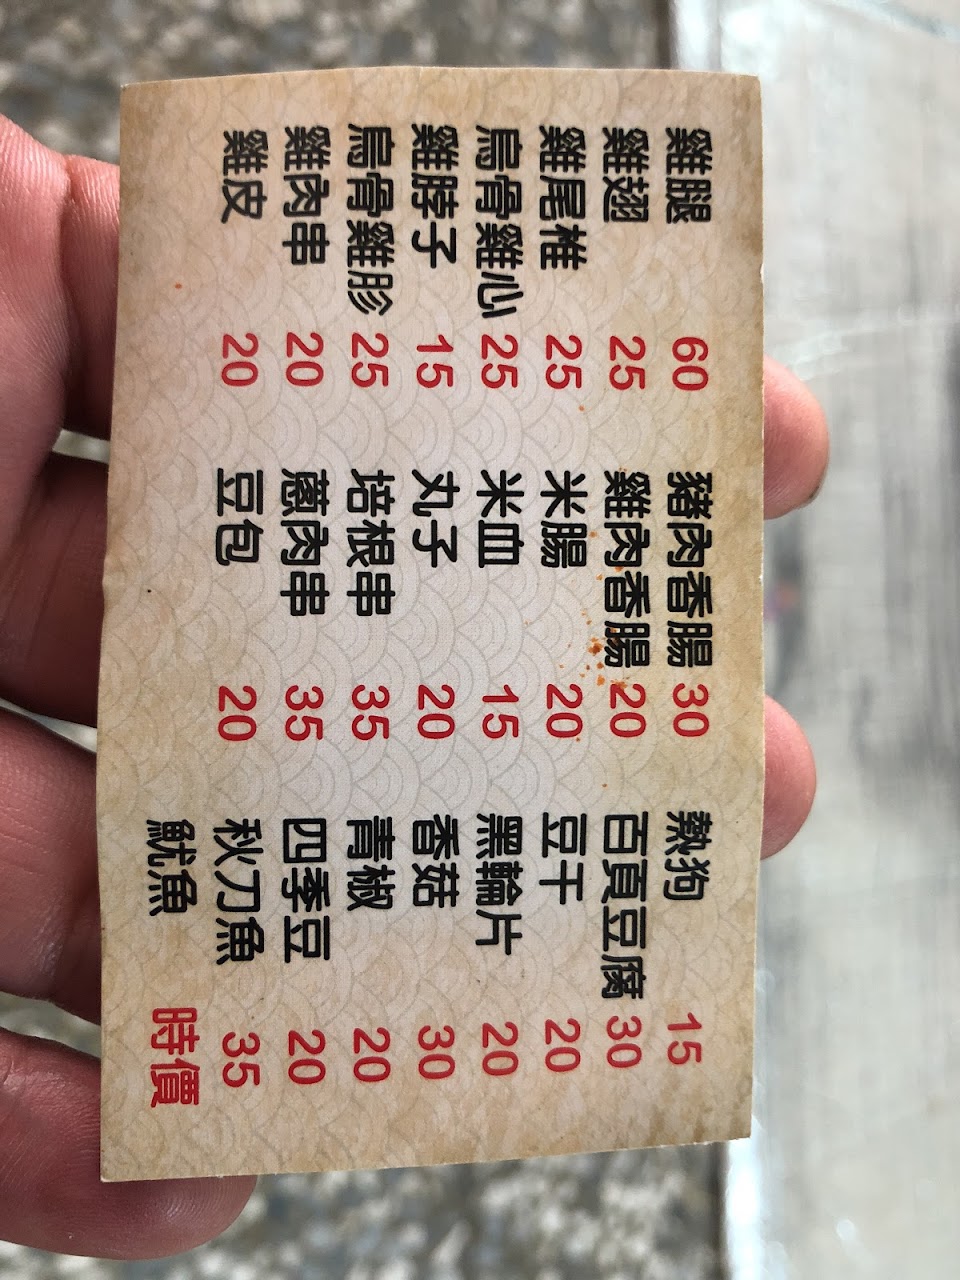 雞腿 60 豬肉香腸 30 熱狗 15
雞翅 25 雞肉香腸 20 百頁豆腐 30
雞尾椎 25 米腸 20 豆干 20
烏骨雞心 25 米血 15 黑輪片 20
雞脖子 15 丸子 20 香菇 30
烏骨雞胗 25 培根串 35 青椒 20
雞肉串 20 蔥肉串 35 四季豆 20
雞皮 20 豆包 20 秋刀魚 35
魷魚 時價